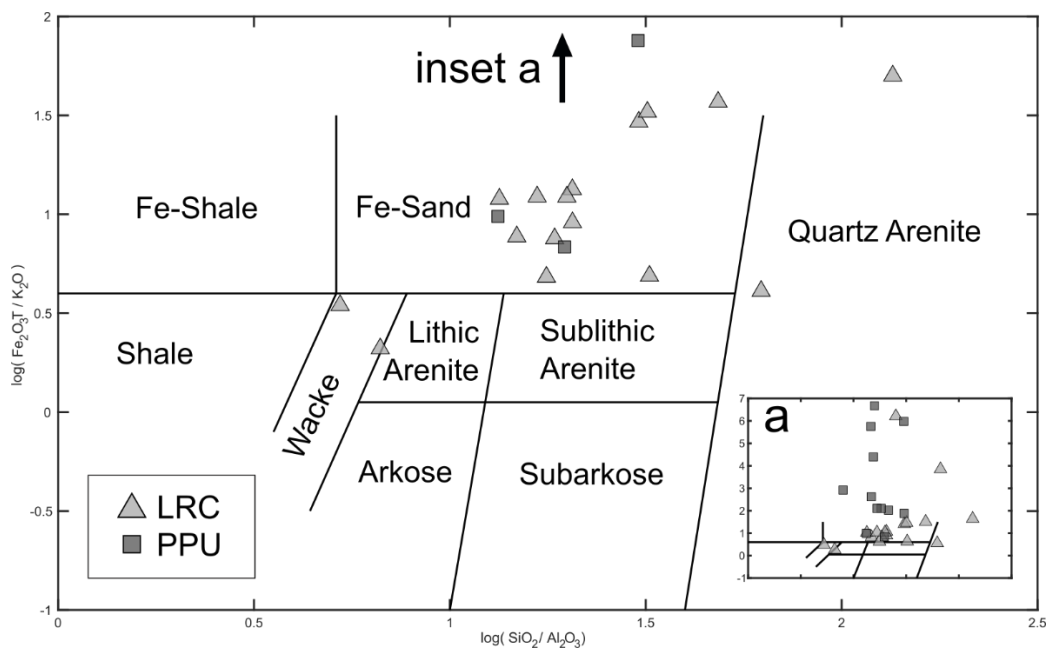 2
1.5
1
0.5
0
-0.5
-1
0
0.5
1
1.5
2
2.5
log( Fe₂O₃T / K₂O )
log( SiO₂/ Al₂O₃ )
inset a
Fe-Shale
Fe-Sand
Quartz Arenite
Shale
Wacke
Lithic
Arenite
Sublithic
Arenite
Arkose
Subarkose
LRC
PPU
a
7
6
5
4
3
2
1
0
-1